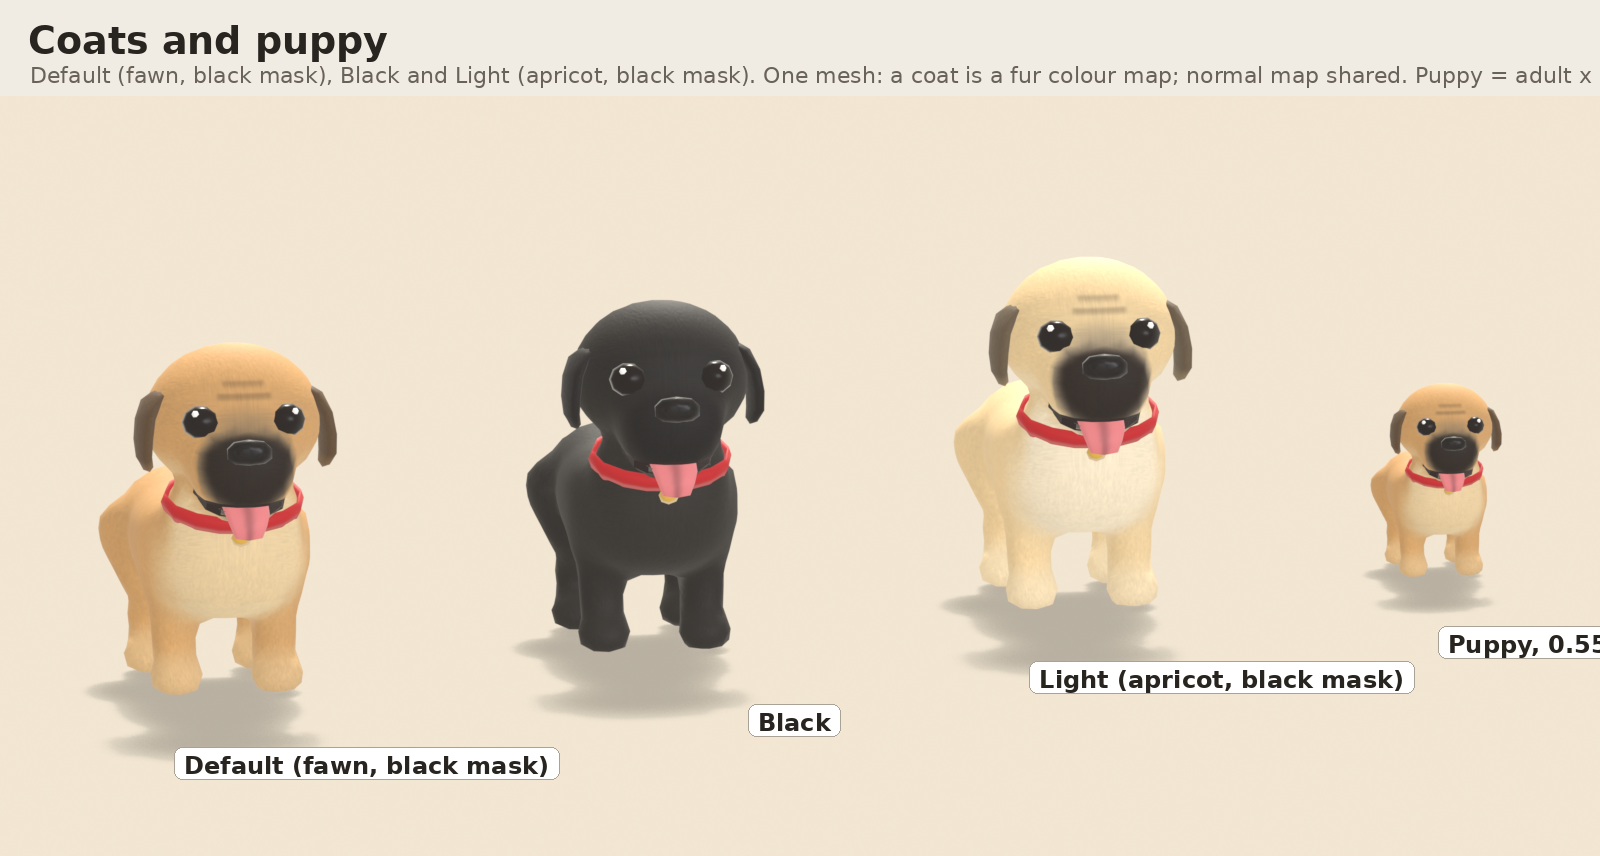 Coats and puppy
Default (fawn, black mask), Black and Light (apricot, black mask). One mesh: a coat is a fur colour map; normal map shared. Puppy = adult x
Puppy, 0.55
Light (apricot, black mask)
Black
Default (fawn, black mask)